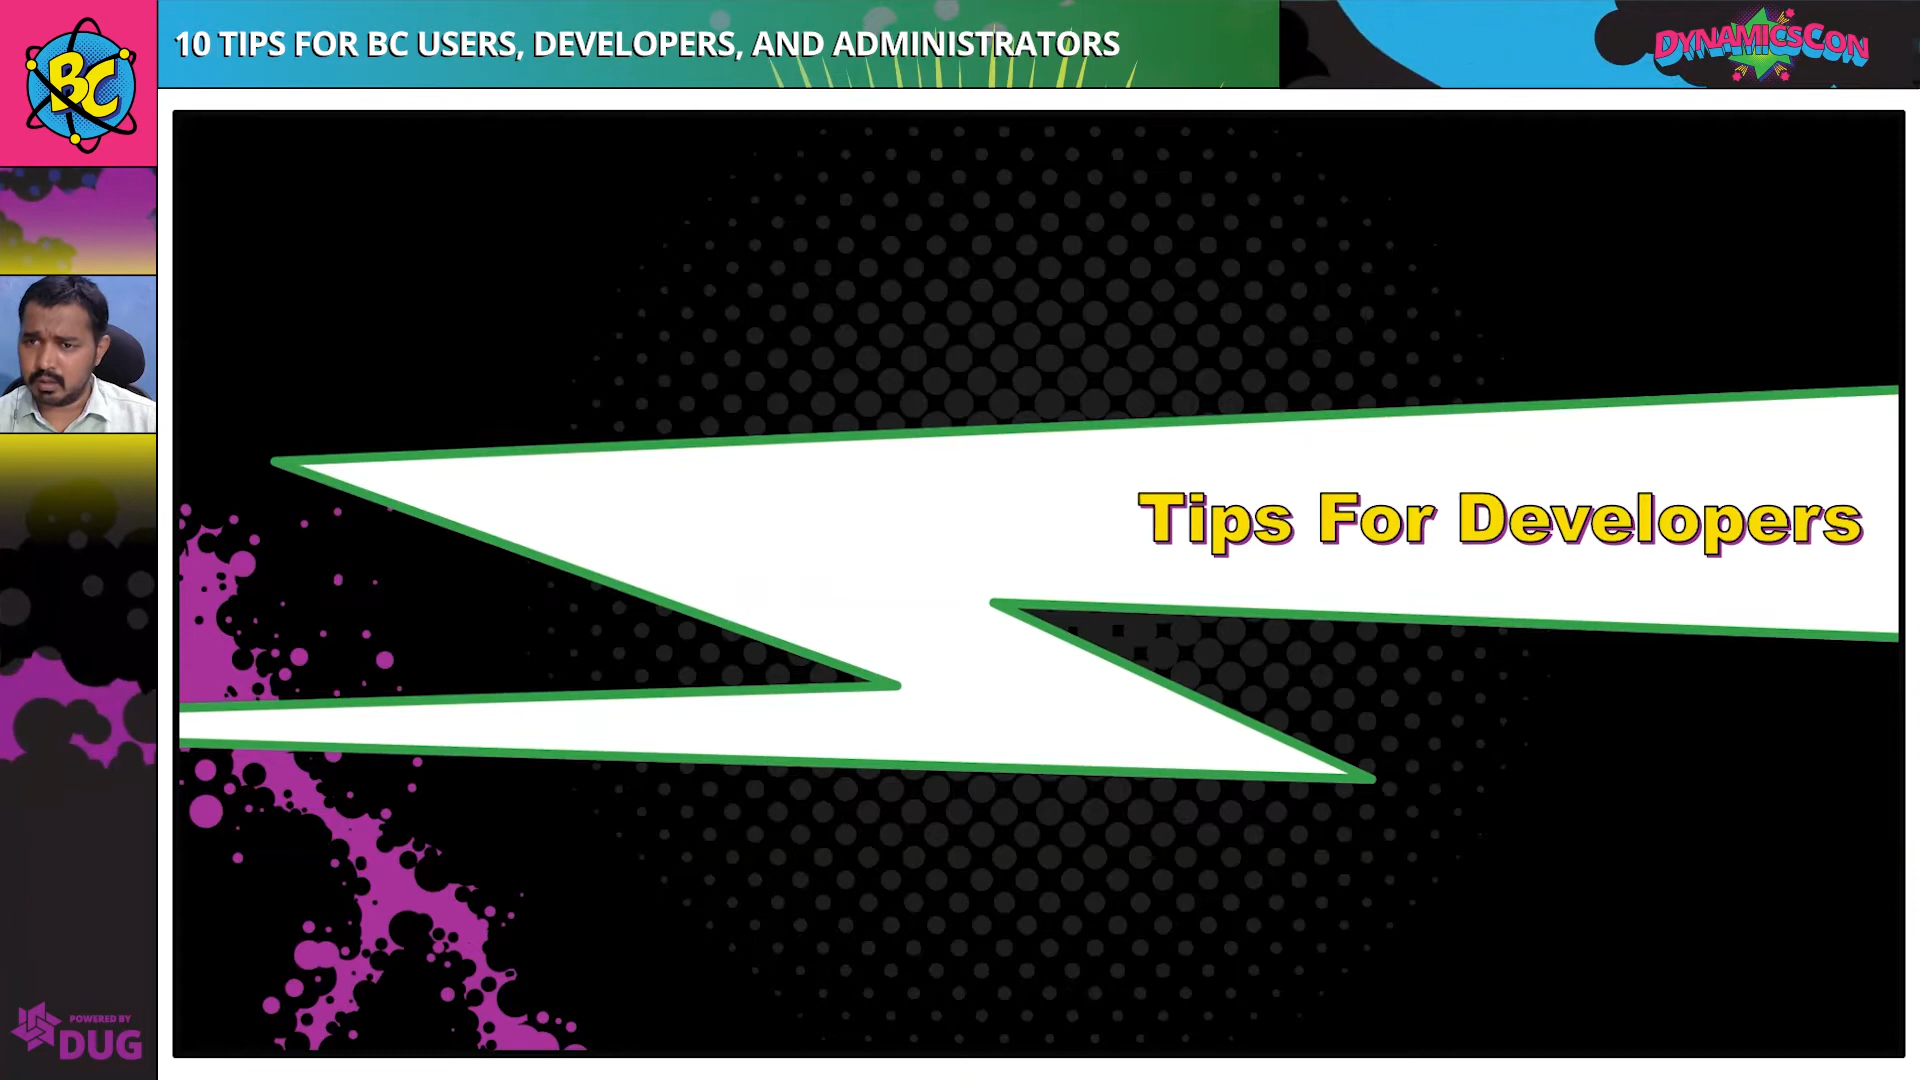 BC
10 TIPS FOR BC USERS, DEVELOPERS, AND ADMINISTRATORS
DYNAMICSCON
Tips For Developers
POWERED BY
DUG